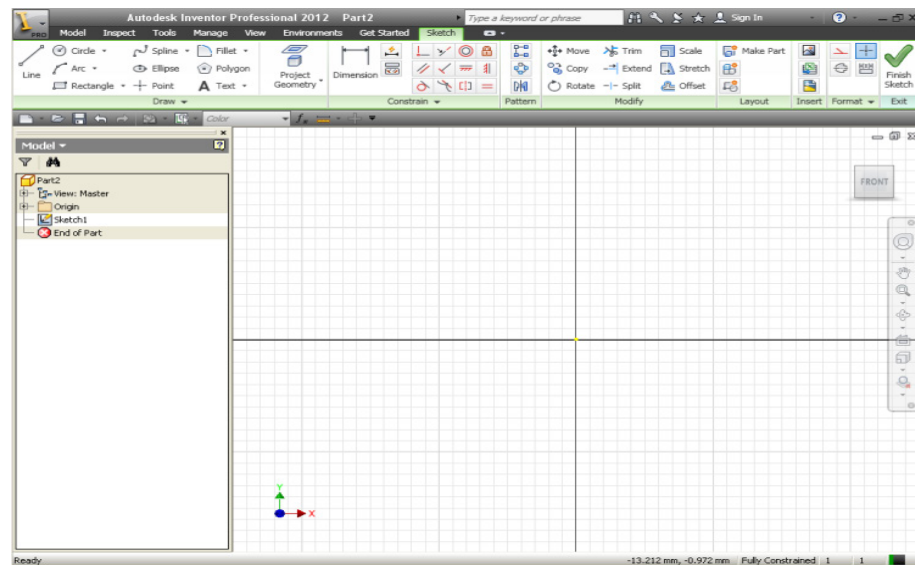 Autodesk Inventor Professional 2012 Part2 Type a keyword or phrase Sign In
PRO Model Inspect Tools Manage View Environments Get Started Sketch
Line Circle Spline Fillet
Arc Ellipse Polygon
Rectangle Point A Text
Project Geometry Dimension
Move Trim Scale Make Part
Copy Extend Stretch
Rotate Split Offset
Finish Sketch
Draw Constrain Pattern Modify Layout Insert Format Exit
Color
Model
Part2
View: Master
Origin
Sketch1
End of Part
FRONT
Y
X
Ready -13.212 mm, -0.972 mm Fully Constrained 1 1